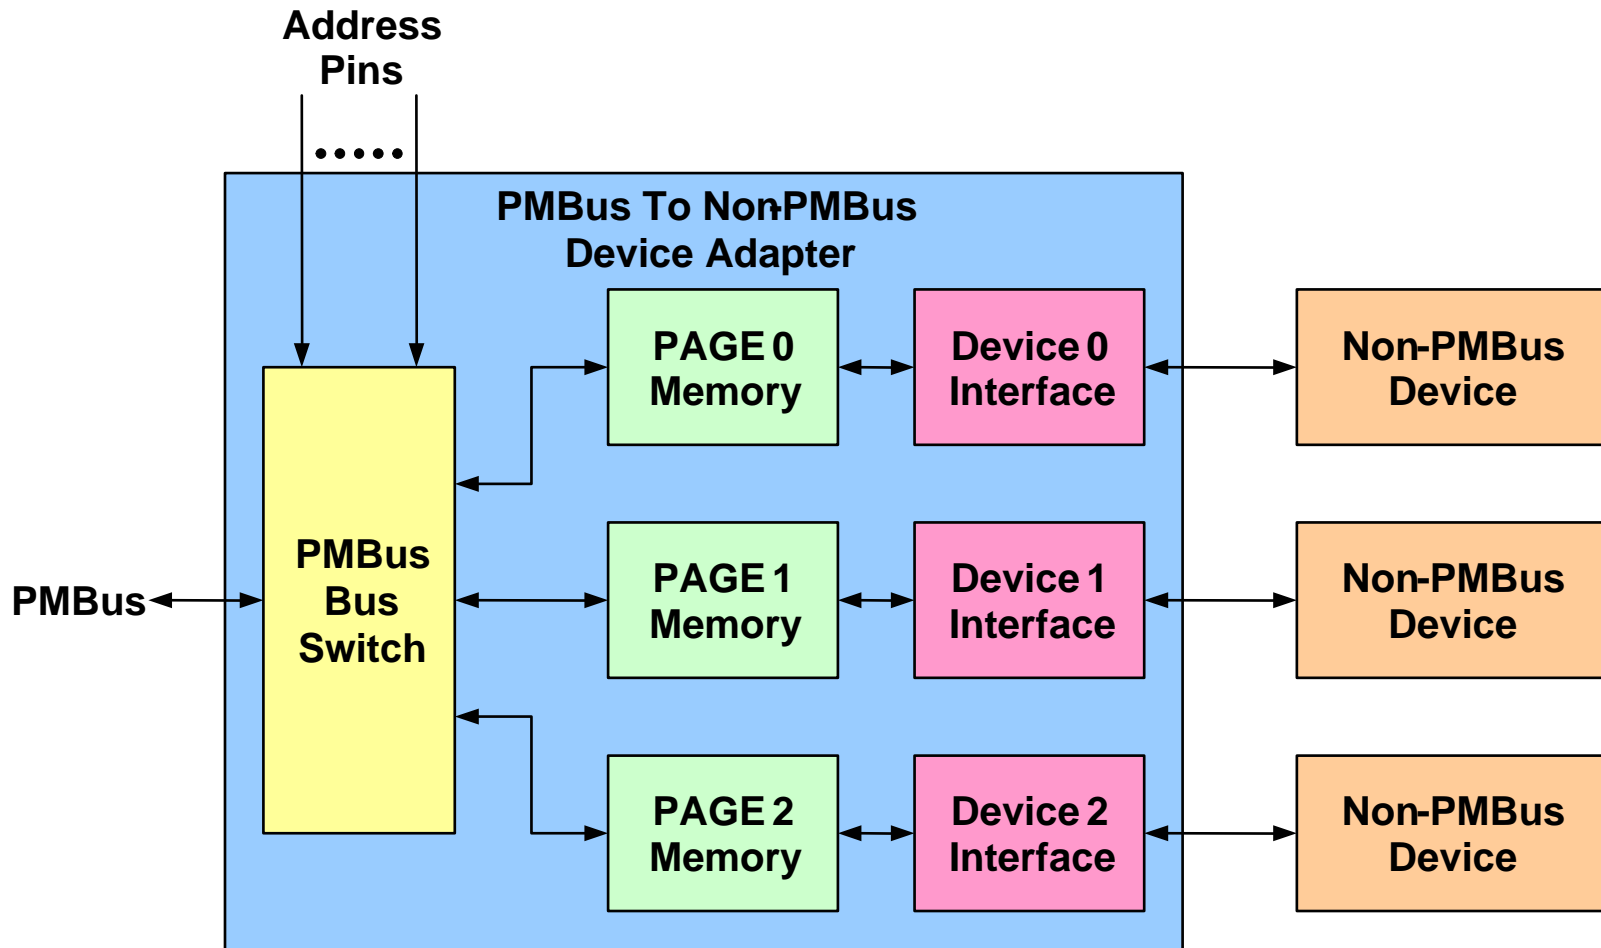 Address
Pins
PMBus To Non-PMBus
Device Adapter
PAGE 0
Memory
Device 0
Interface
Non-PMBus
Device
PMBus
PMBus
Bus
Switch
PAGE 1
Memory
Device 1
Interface
Non-PMBus
Device
PAGE 2
Memory
Device 2
Interface
Non-PMBus
Device